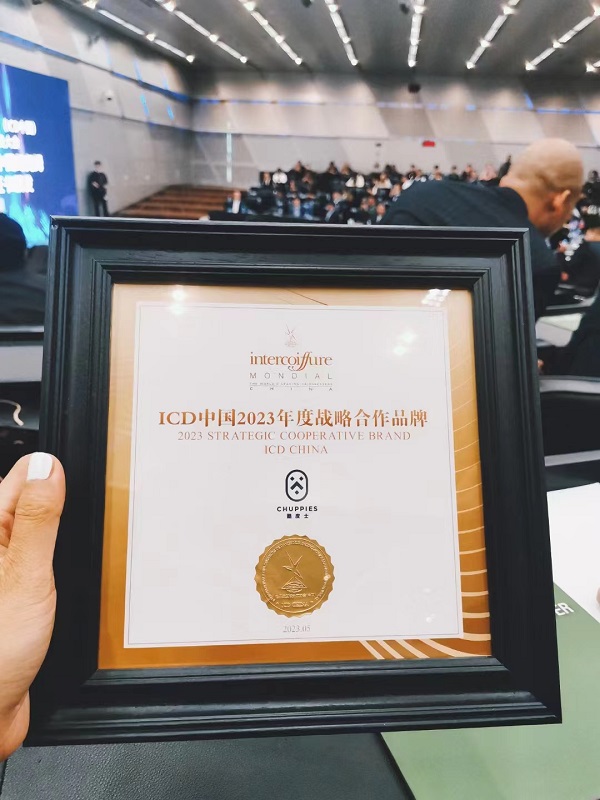 intercoiffure
MONDIAL
CHINA
ICD中国2023年度战略合作品牌
2023 STRATEGIC COOPERATIVE BRAND
ICD CHINA
CHUPPIES
2023.05
ER